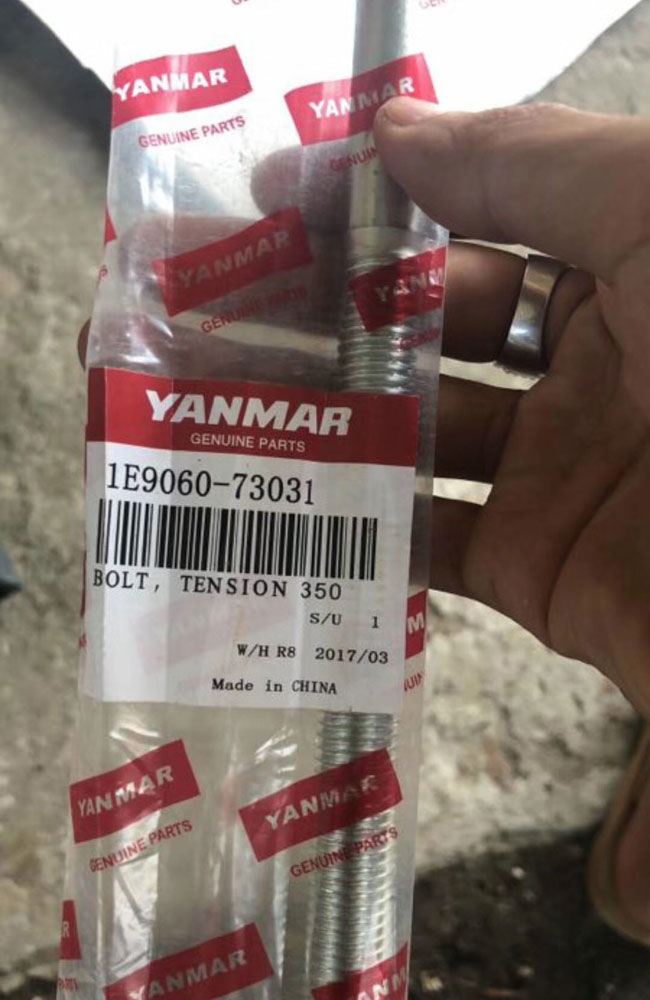 YANMAR
GENUINE PARTS
YANMAR
YANMAR
GENUINE PARTS
YANMAR
GENUINE PARTS
1E9060-73031
BOLT, TENSION 350
S/U 1
W/H R8 2017/03
Made in CHINA
YANMAR
GENUINE PARTS
YANMAR
GENUINE PARTS
YANMAR